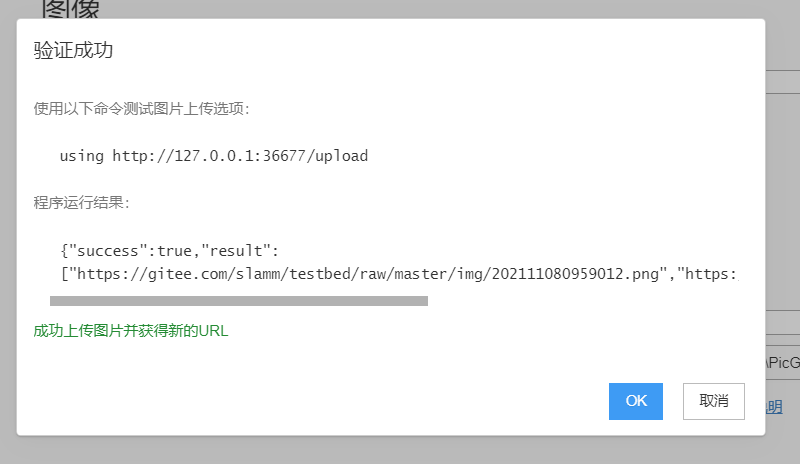 图像
验证成功
使用以下命令测试图片上传选项:
using http://127.0.0.1:36677/upload
程序运行结果:
{"success":true,"result":
["https://gitee.com/slamm/testbed/raw/master/img/202111080959012.png","https:
成功上传图片并获得新的URL
\PicG
明
OK
取消